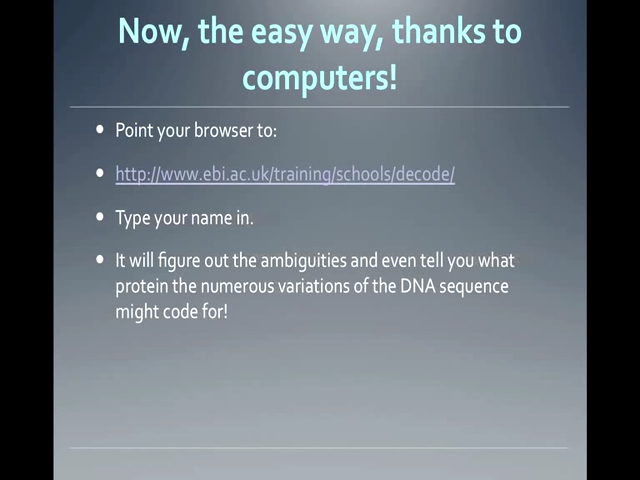 Now, the easy way, thanks to
computers!
• Point your browser to:
• http://www.ebi.ac.uk/training/schools/decode/
• Type your name in.
• It will figure out the ambiguities and even tell you what
protein the numerous variations of the DNA sequence
might code for!